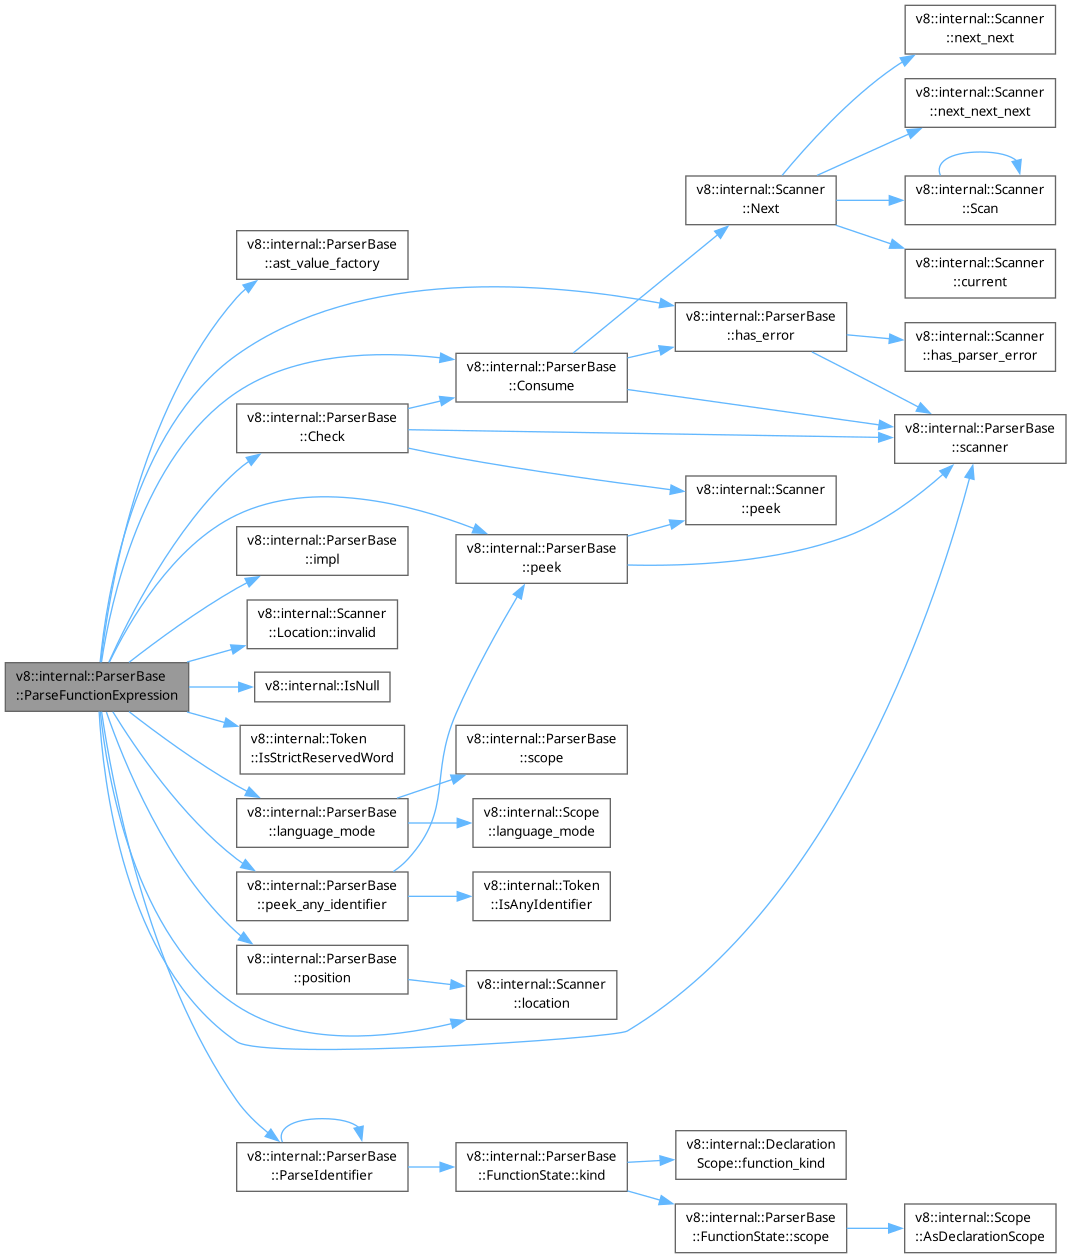 v8::internal::Scanner
::next_next
v8::internal::Scanner
::next_next_next
v8::internal::Scanner
::Next
v8::internal::Scanner
::Scan
v8::internal::ParserBase
::ast_value_factory
v8::internal::Scanner
::current
v8::internal::ParserBase
::has_error
v8::internal::Scanner
::has_parser_error
v8::internal::ParserBase
::Consume
v8::internal::ParserBase
::Check
v8::internal::ParserBase
::scanner
v8::internal::Scanner
::peek
v8::internal::ParserBase
::impl
v8::internal::ParserBase
::peek
v8::internal::Scanner
::Location::invalid
v8::internal::ParserBase
::ParseFunctionExpression
v8::internal::IsNull
v8::internal::Token
::IsStrictReservedWord
v8::internal::ParserBase
::scope
v8::internal::ParserBase
::language_mode
v8::internal::Scope
::language_mode
v8::internal::ParserBase
::peek_any_identifier
v8::internal::Token
::IsAnyIdentifier
v8::internal::ParserBase
::position
v8::internal::Scanner
::location
v8::internal::ParserBase
::ParseIdentifier
v8::internal::ParserBase
::FunctionState::kind
v8::internal::Declaration
Scope::function_kind
v8::internal::ParserBase
::FunctionState::scope
v8::internal::Scope
::AsDeclarationScope